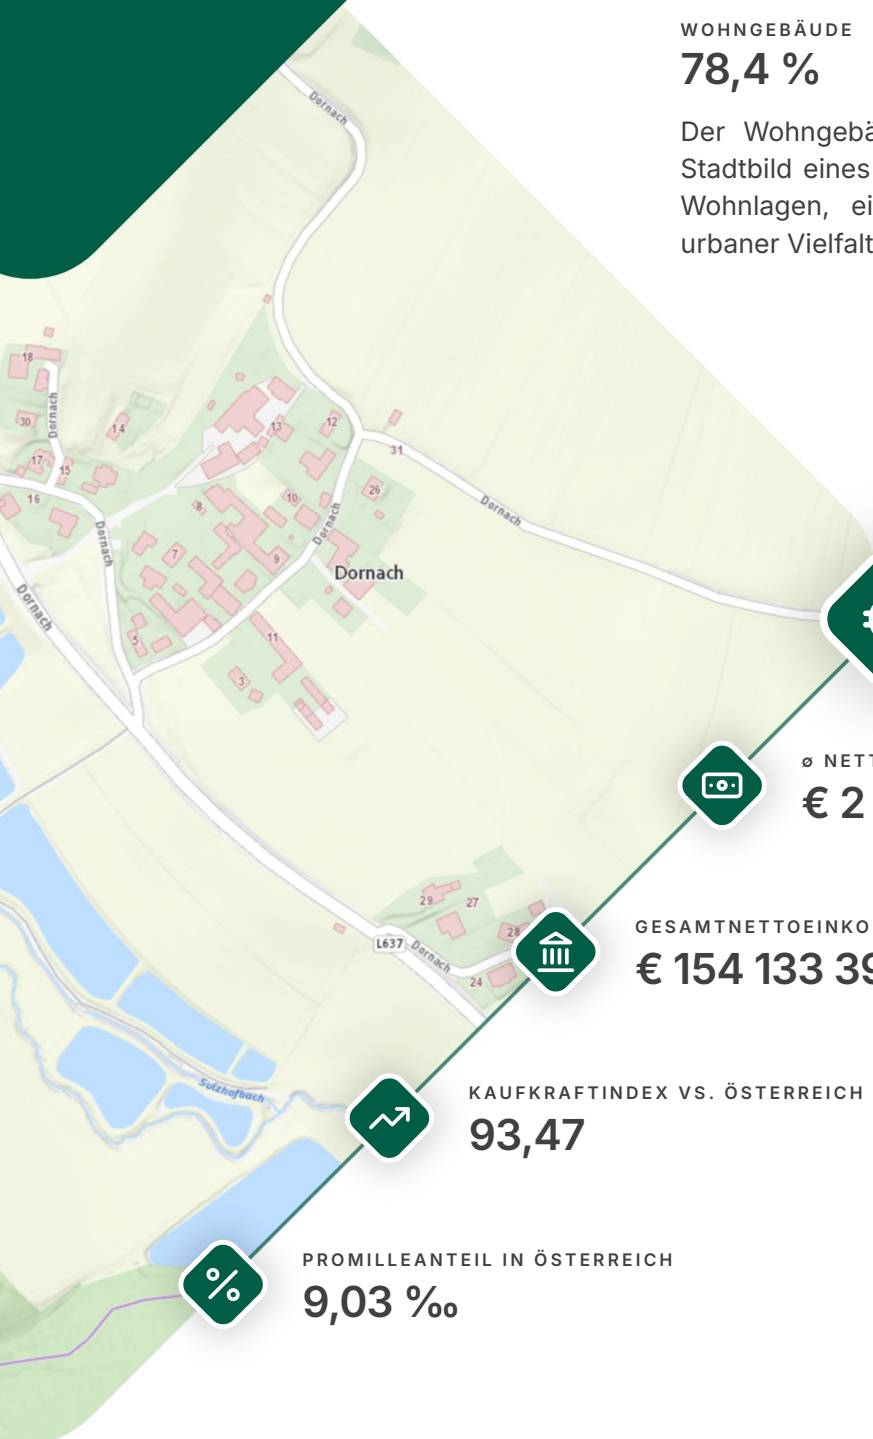 WOHNGEBÄUDE
78,4 %
Der Wohngebä
Stadtbild eines
Wohnlagen, ei
urbaner Vielfalt
Dornach
18
30
Dornach
14
13
12
31
17
15
16
26
10
8
Dornach
Dornach
Dornach
7
9
Dornach
Dornach
5
11
3
ø NETT
€ 2
29
27
28
L637
Dornach
24
GESAMTNETTOEINKO
€ 154 133 39
Sulzhofbach
KAUFKRAFTINDEX VS. ÖSTERREICH
93,47
PROMILLEANTEIL IN ÖSTERREICH
9,03 ‰